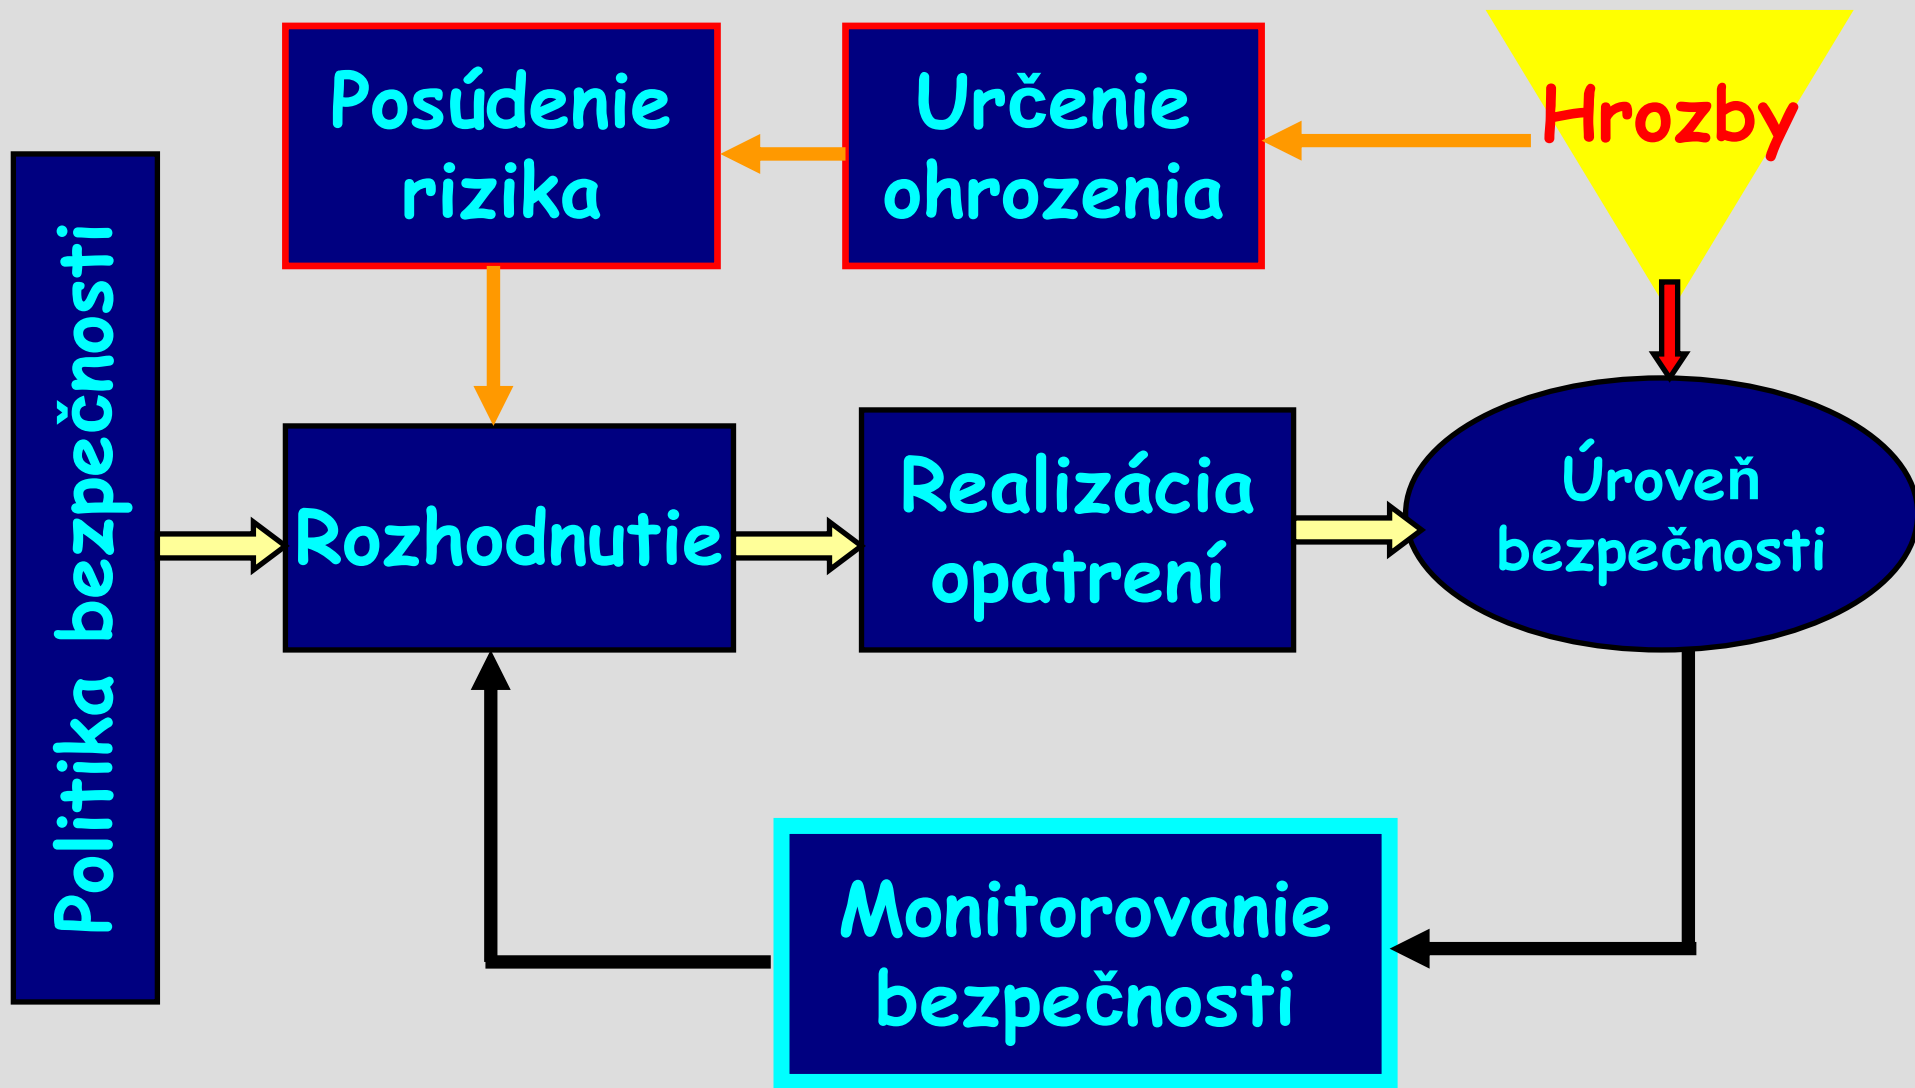 Posúdenie
rizika
Určenie
ohrozenia
Hrozby
Politika bezpečnosti
Rozhodnutie
Realizácia
opatrení
Úroveň
bezpečnosti
Monitorovanie
bezpečnosti